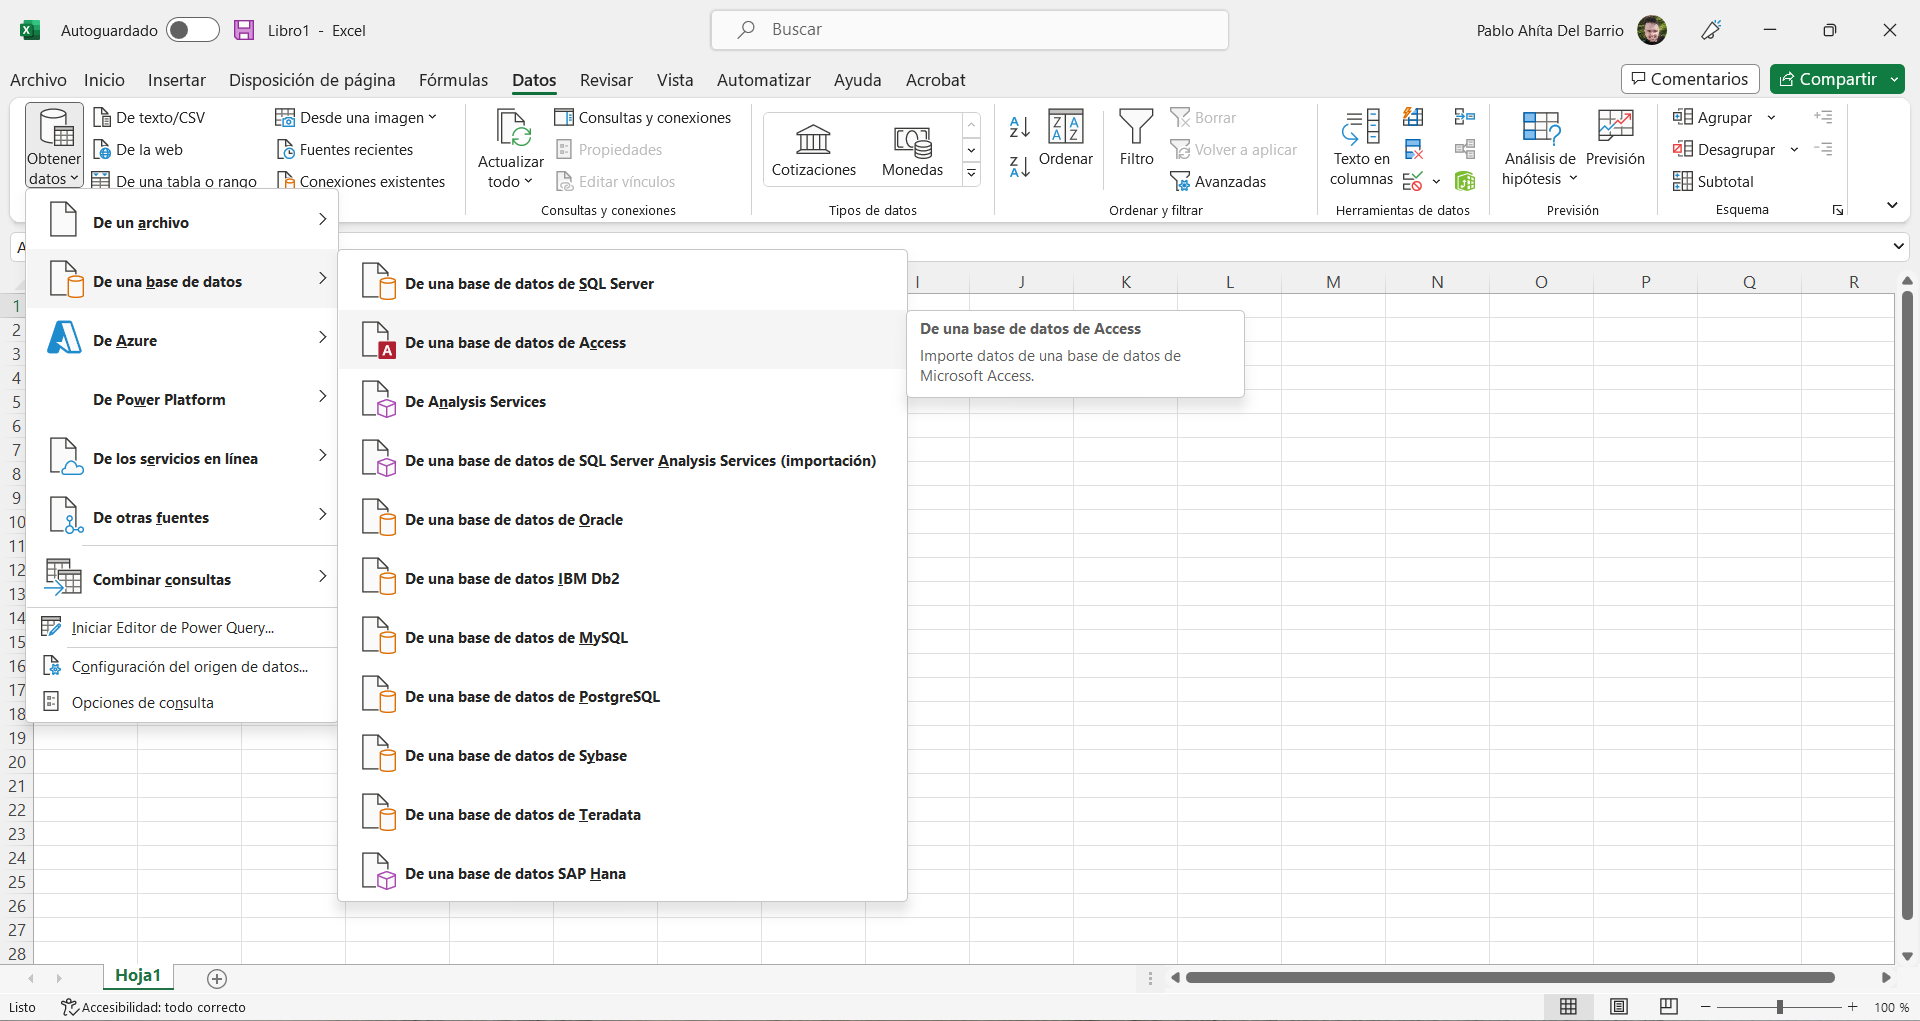 Autoguardado
Libro1 - Excel
Buscar
Pablo Ahíta Del Barrio
Archivo
Inicio
Insertar
Disposición de página
Fórmulas
Datos
Revisar
Vista
Automatizar
Ayuda
Acrobat
Comentarios
Compartir
Obtener
datos
De texto/CSV
De la web
De una tabla o rango
Desde una imagen
Fuentes recientes
Conexiones existentes
Actualizar
todo
Consultas y conexiones
Propiedades
Editar vínculos
Consultas y conexiones
Cotizaciones
Monedas
Tipos de datos
Ordenar
Filtro
Borrar
Volver a aplicar
Avanzadas
Ordenar y filtrar
Texto en
columnas
Herramientas de datos
Análisis de
hipótesis
Previsión
Previsión
Agrupar
Desagrupar
Subtotal
Esquema
De un archivo
De una base de datos
De Azure
De Power Platform
De los servicios en línea
De otras fuentes
Combinar consultas
Iniciar Editor de Power Query...
Configuración del origen de datos...
Opciones de consulta
De una base de datos de SQL Server
De una base de datos de Access
De Analysis Services
De una base de datos de SQL Server Analysis Services (importación)
De una base de datos de Oracle
De una base de datos IBM Db2
De una base de datos de MySQL
De una base de datos de PostgreSQL
De una base de datos de Sybase
De una base de datos de Teradata
De una base de datos SAP Hana
De una base de datos de Access
Importe datos de una base de datos de
Microsoft Access.
I J K L M N O P Q R
1
2
3
4
5
6
7
8
9
10
11
12
13
14
15
16
17
18
19
20
21
22
23
24
25
26
27
28
Hoja1
Listo
Accesibilidad: todo correcto
100 %